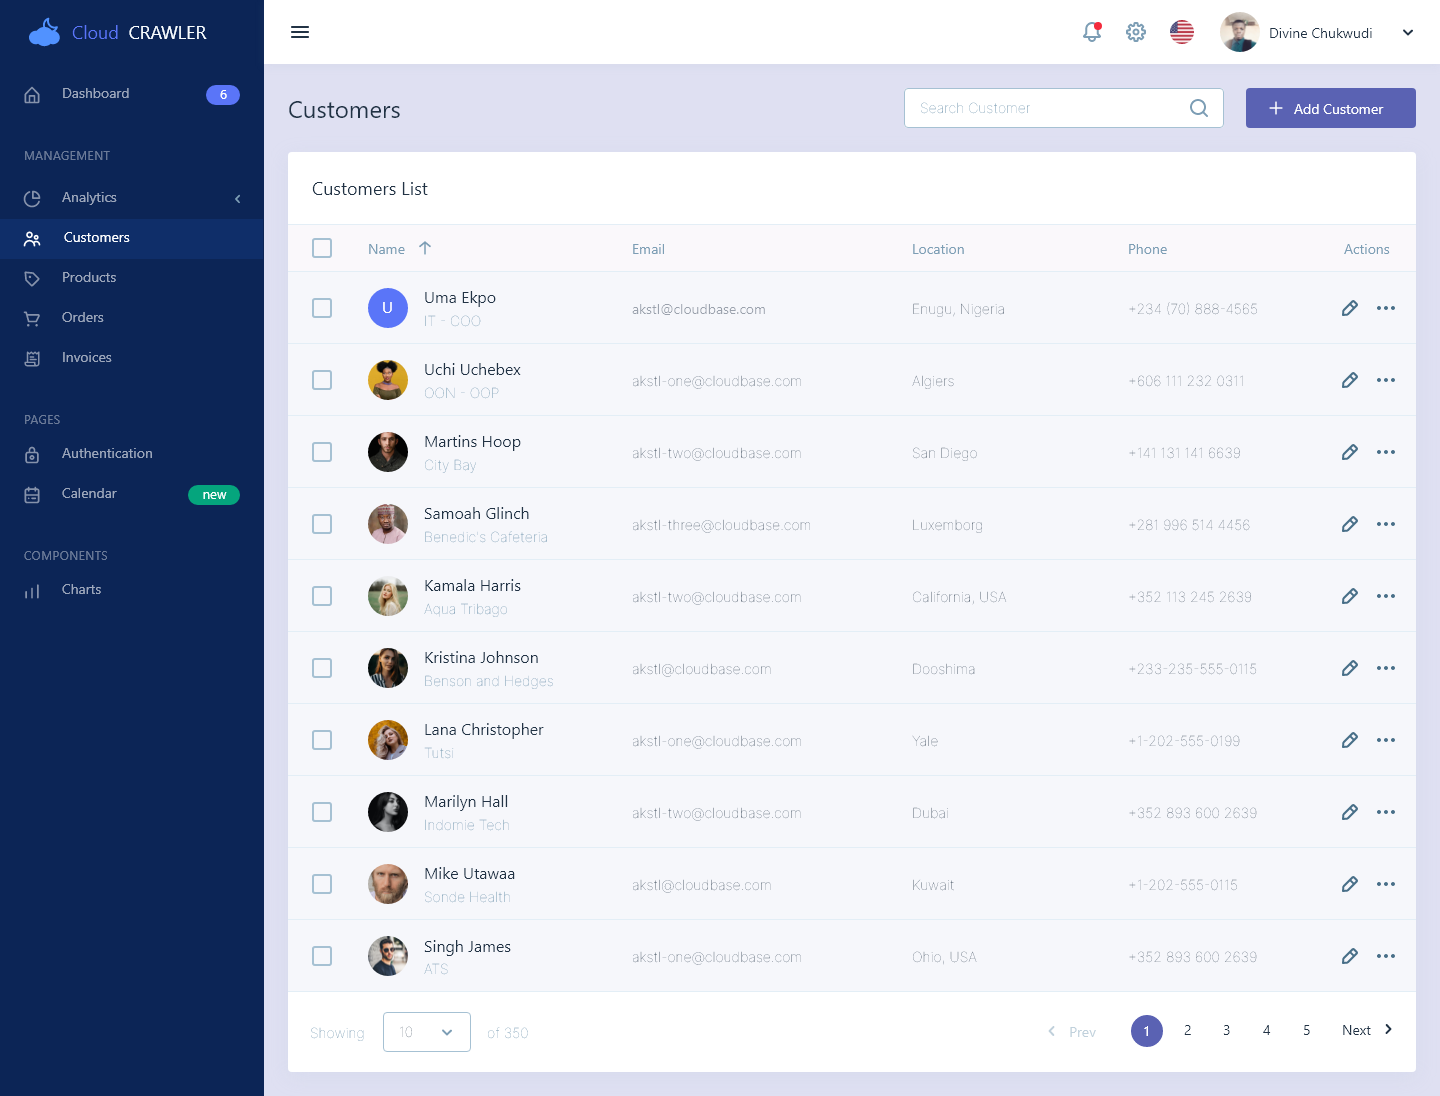 Cloud CRAWLER
Divine Chukwudi
Dashboard 6
MANAGEMENT
Analytics
Customers
Products
Orders
Invoices
PAGES
Authentication
Calendar new
COMPONENTS
Charts
Customers
Search Customer
Add Customer
Customers List
Name Email Location Phone Actions
U Uma Ekpo akstl@cloudbase.com Enugu, Nigeria +234 (70) 888-4565
IT - COO
Uchi Uchebex akstl-one@cloudbase.com Algiers +606 111 232 0311
OON - OOP
Martins Hoop akstl-two@cloudbase.com San Diego +141 131 141 6639
City Bay
Samoah Glinch akstl-three@cloudbase.com Luxemborg +281 996 514 4456
Benedic's Cafeteria
Kamala Harris akstl-two@cloudbase.com California, USA +352 113 245 2639
Aqua Tribago
Kristina Johnson akstl@cloudbase.com Dooshima +233-235-555-0115
Benson and Hedges
Lana Christopher akstl-one@cloudbase.com Yale +1-202-555-0199
Tutsi
Marilyn Hall akstl-two@cloudbase.com Dubai +352 893 600 2639
Indomie Tech
Mike Utawaa akstl@cloudbase.com Kuwait +1-202-555-0115
Sonde Health
Singh James akstl-one@cloudbase.com Ohio, USA +352 893 600 2639
ATS
Showing 10 of 350
Prev 1 2 3 4 5 Next